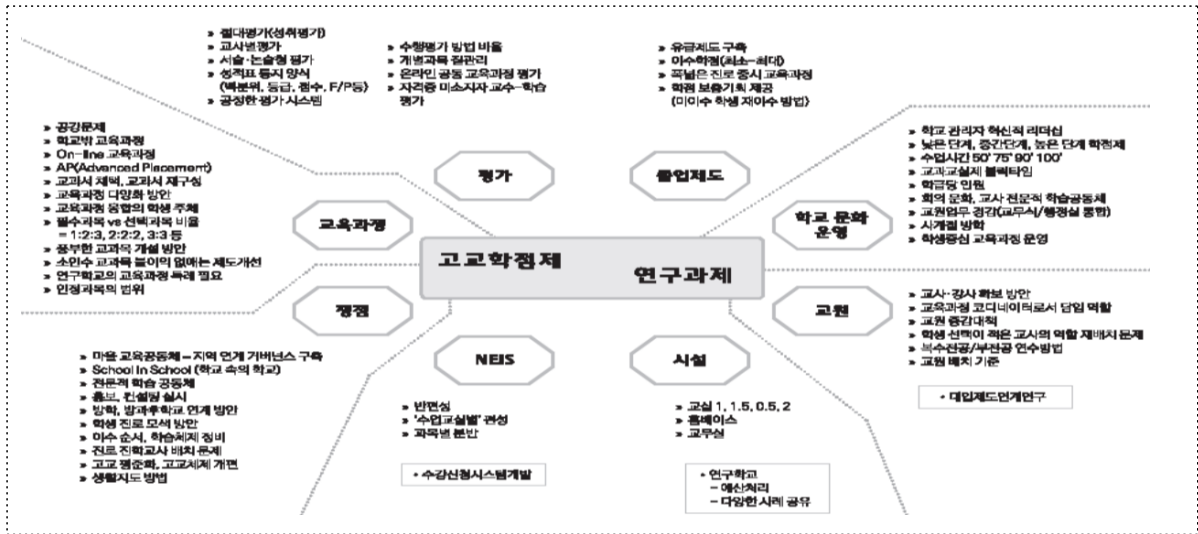 » 절대평가(성취평가)
» 교사별평가
» 서술·논술형 평가
» 성적표 통지 양식
(백분위, 등급, 점수, F/P등)
» 공정한 평가 시스템
» 수행평가 방법 비율
» 개별과목 질관리
» 온라인 공동 교육과정 평가
» 자격증 미소지자 교수-학습
평가
» 유급제도 구축
» 이수학점(최소-최대)
» 폭넓은 진로 중시 교육과정
» 학점 보충기회 제공
(미이수 학생 재이수 방법)
» 공강문제
» 학교밖 교육과정
» On-line 교육과정
» AP(Advanced Placement)
» 교과서 채택, 교과서 재구성
» 교육과정 다양화 방안
» 교육과정 융합의 학생 주체
» 필수과목 vs 선택과목 비율
= 1:2:3, 2:2:2, 3:3 등
» 풍부한 교과목 개설 방안
» 소인수 교과목 불이익 없애는 제도개선
» 연구학교의 교육과정 특례 필요
» 인정과목의 범위
» 학교 관리자 혁신적 리더십
» 낮은 단계, 중간단계, 높은 단계 학점제
» 수업시간 50' 75' 90' 100'
» 교과교실제 블럭타임
» 학급당 인원
» 회의 문화, 교사 전문적 학습공동체
» 교원업무 경감(교무식/행정실 통합)
» 사계절 방학
» 학생중심 교육과정 운영
평가
졸업제도
교육과쟁
학교 문화
운영
고교학점제
연구과제
쟁점
교원
NEIS
시설
» 교사·강사 확보 방안
» 교육과정 코디네이터로서 담임 역할
» 교원 증감대책
» 학생 선택이 적은 교사의 역할 재배치 문제
» 복수전공/부전공 연수방법
» 교원 배치 기준
• 대입제도연계연구
» 마을 교육공동체 – 지역 연계 거버넌스 구축
» School In School (학교 속의 학교)
» 전문적 학습 공동체
» 홍보, 컨설팅 실시
» 방학, 방과후학교 연계 방안
» 학생 진로 모색 방안
» 이수 순서, 학습체제 정비
» 진로 진학교사 배치 문제
» 고교 평준화, 고교체제 개편
» 생활지도 방법
» 반편성
» '수업교실별' 편성
» 과목별 분반
• 수강신청시스템개발
» 교실 1, 1.5, 0.5, 2
» 홈베이스
» 교무실
• 연구학교
– 예산처리
– 다양한 사례 공유